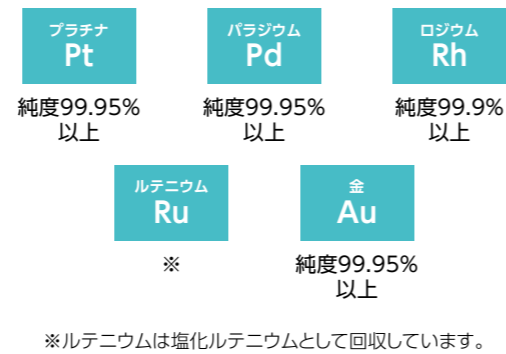 プラチナ
Pt
純度99.95%
以上
パラジウム
Pd
純度99.95%
以上
ロジウム
Rh
純度99.9%
以上
ルテニウム
Ru
※
金
Au
純度99.95%
以上
※ルテニウムは塩化ルテニウムとして回収しています。